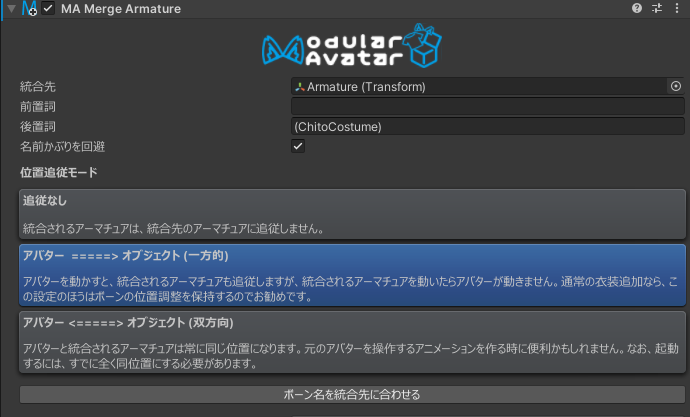 MA Merge Armature
Modular
Avatar
統合先
Armature (Transform)
前置詞
後置詞
(ChitoCostume)
名前かぶりを回避
位置追従モード
追従なし
統合されるアーマチュアは、統合先のアーマチュアに追従しません。
アバター =====> オブジェクト (一方的)
アバターを動かすと、統合されるアーマチュアも追従しますが、統合されるアーマチュアを動いたらアバターが動きません。通常の衣装追加なら、こ
の設定のほうはボーンの位置調整を保持するのでお勧めです。
アバター <=====> オブジェクト (双方向)
アバターと統合されるアーマチュアは常に同じ位置になります。元のアバターを操作するアニメーションを作る時に便利かもしれません。なお、起動
するには、すでに全く同位置にする必要があります。
ボーン名を統合先に合わせる